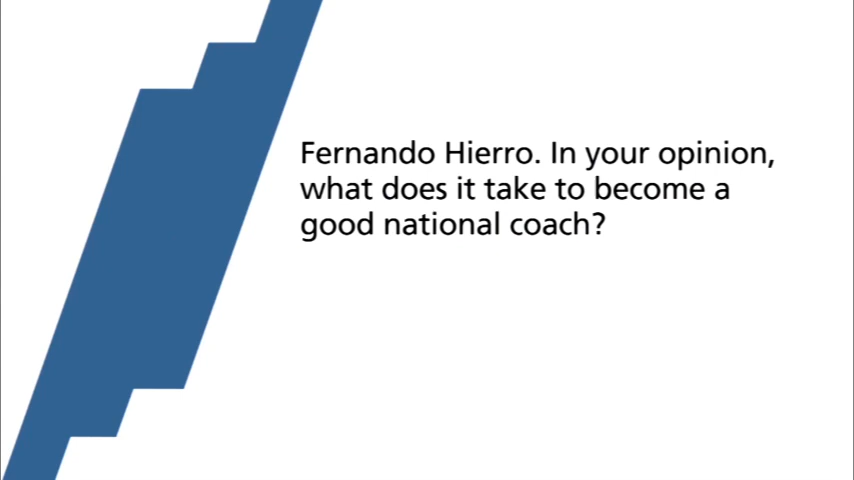 Fernando Hierro. In your opinion,
what does it take to become a
good national coach?